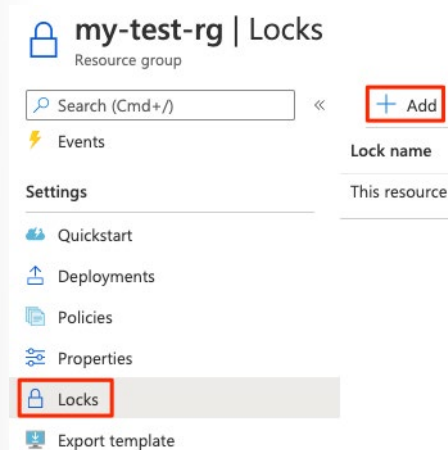 my-test-rg | Locks
Resource group
Search (Cmd+/)
«
+ Add
Events
Lock name
Settings
This resource
Quickstart
Deployments
Policies
Properties
Locks
Export template